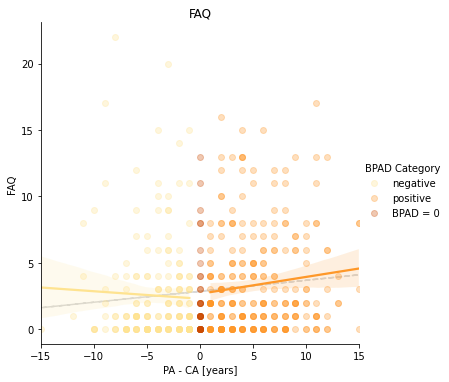 FAQ
20
15
10
5
0
FAQ
−15
−10
−5
0
5
10
15
PA - CA [years]
BPAD Category
negative
positive
BPAD = 0